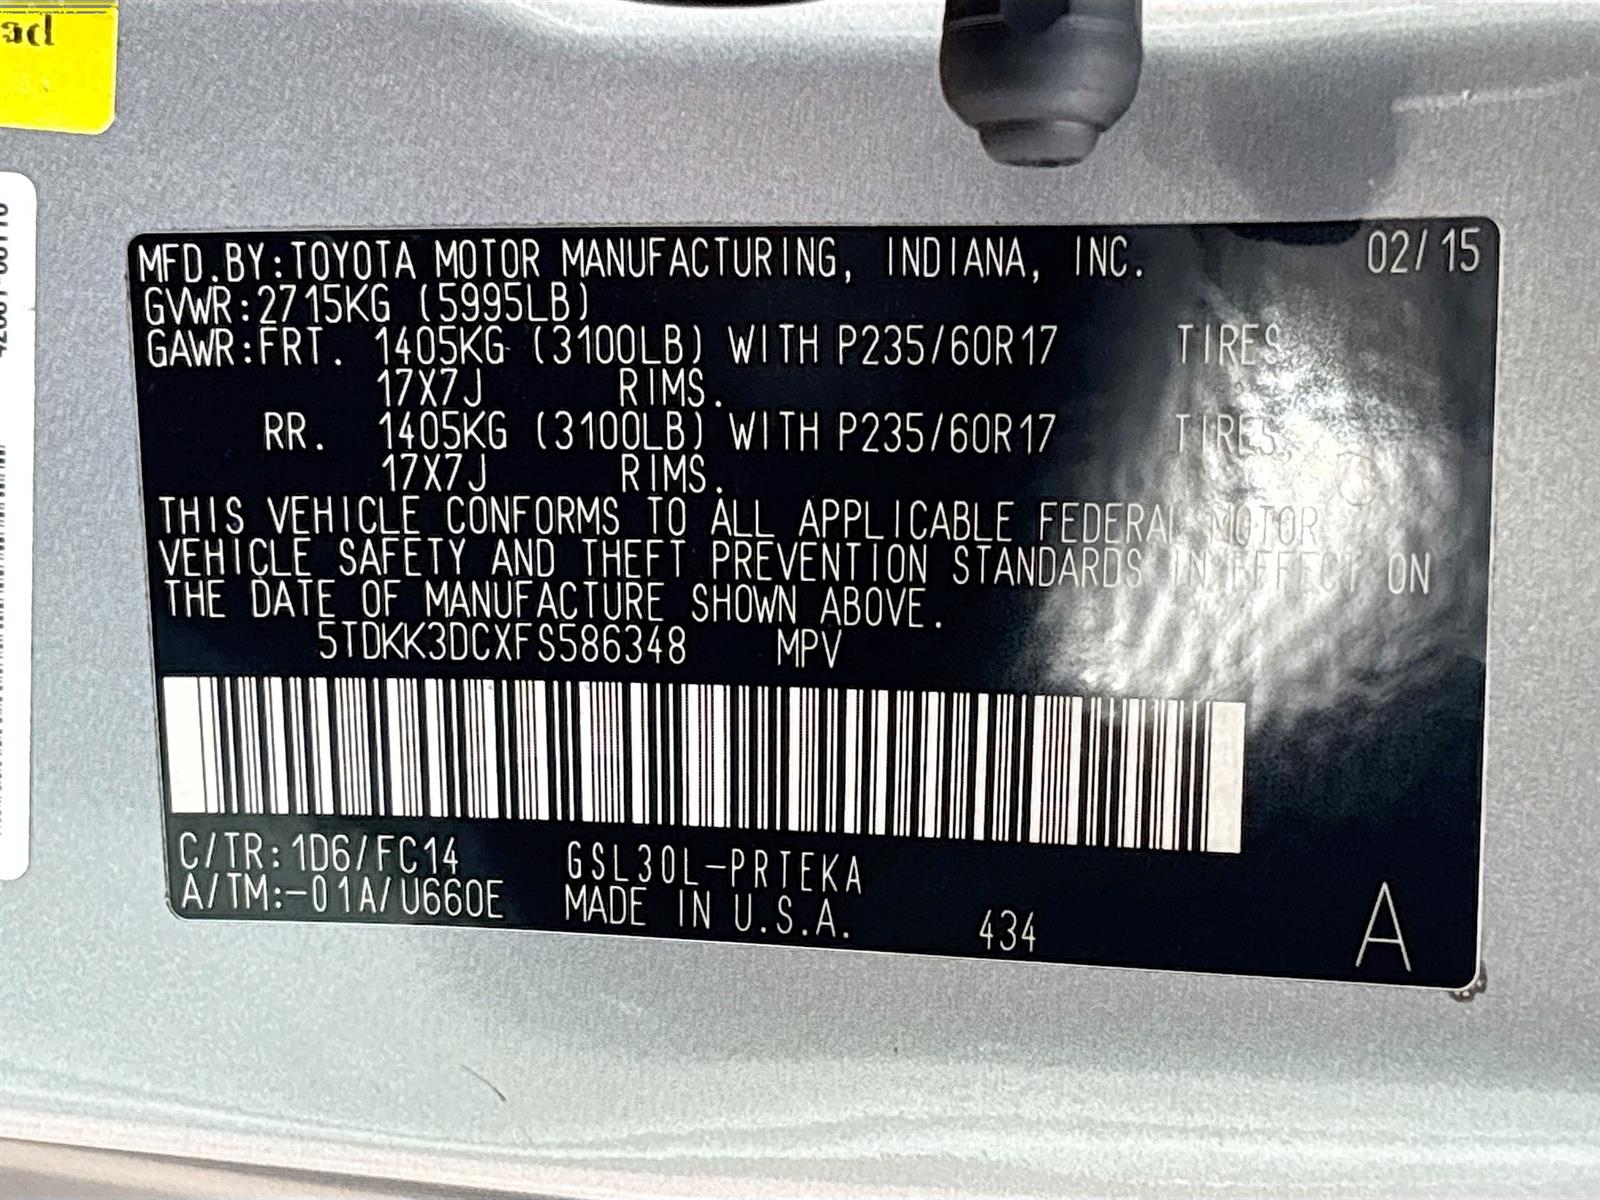 MFD.BY:TOYOTA MOTOR MANUFACTURING, INDIANA, INC. 02/15
GVWR:2715KG (5995LB)
GAWR:FRT. 1405KG (3100LB) WITH P235/60R17 TIRES
17X7J RIMS.
RR. 1405KG (3100LB) WITH P235/60R17 TIRES
17X7J RIMS.
THIS VEHICLE CONFORMS TO ALL APPLICABLE FEDERAL MOTOR
VEHICLE SAFETY AND THEFT PREVENTION STANDARDS IN EFFECT ON
THE DATE OF MANUFACTURE SHOWN ABOVE.
5TDKK3DCXFS586348 MPV
C/TR:1D6/FC14 GSL30L-PRTEKA
A/TM:-01A/U660E MADE IN U.S.A. 434 A